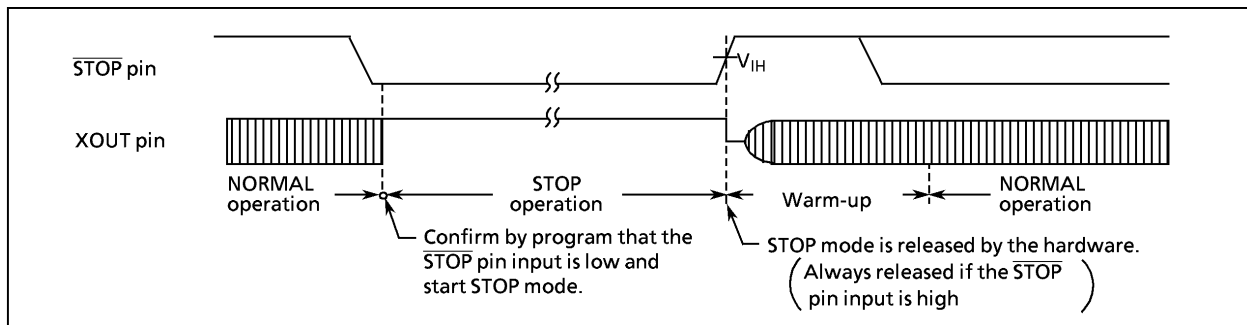 STOP pin
VIH
XOUT pin
NORMAL operation
STOP operation
Warm-up
NORMAL operation
Confirm by program that the
STOP pin input is low and
start STOP mode.
STOP mode is released by the hardware.
(Always released if the STOP
pin input is high)